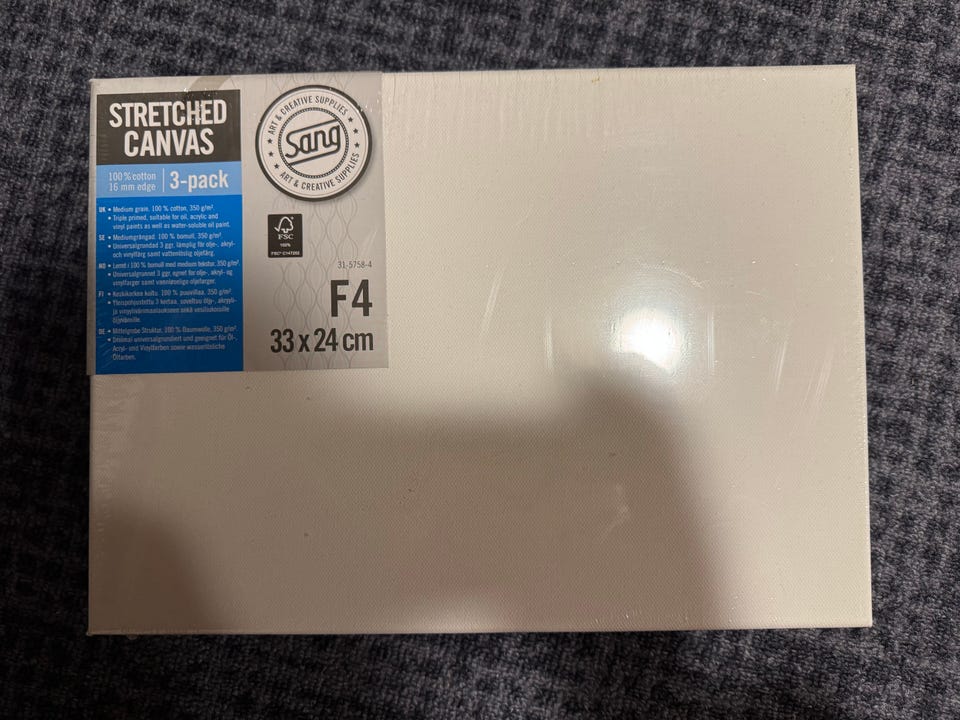 STRETCHED
CANVAS
100% cotton
16 mm edge
3-pack
UK • Medium grain, 100 % cotton, 350 g/m².
• Triple primed, suitable for oil, acrylic and
vinyl paints as well as water-soluble oil paint.
SE • Mediumgrängad. 100 % bomull, 350 g/m².
• Universalgrundad 3 ggr, lämplig för olje-, akryl-
och vinylfärg samt vattenlöslig oljefärg.
NO • Lerret i 100 % bomull med medium tekstur, 350 g/m².
• Universalgrunnet 3 ggr, egnet for olje-, akryl- og
vinylfarger samt vannløselige oljefarger.
FI • Keskikarkea kuitu. 100 % puuvillaa, 350 g/m².
• Yleispohjustettu 3 kertaa, soveltuu öljy-, akryyli-
ja vinyylivärimaalaukseen sekä vesiliukoisille
öljyväreille.
DE • Mittelgrobe Struktur, 100 % Baumwolle, 350 g/m².
• Dreimal universalgrundiert und geeignet für Öl-,
Acryl- und Vinylfarben sowie wasserlösliche
Ölfarben.
ART & CREATIVE SUPPLIES
Sang
ART & CREATIVE SUPPLIES
FSC
100%
FSC® C147202
31-5758-4
F4
33 x 24 cm